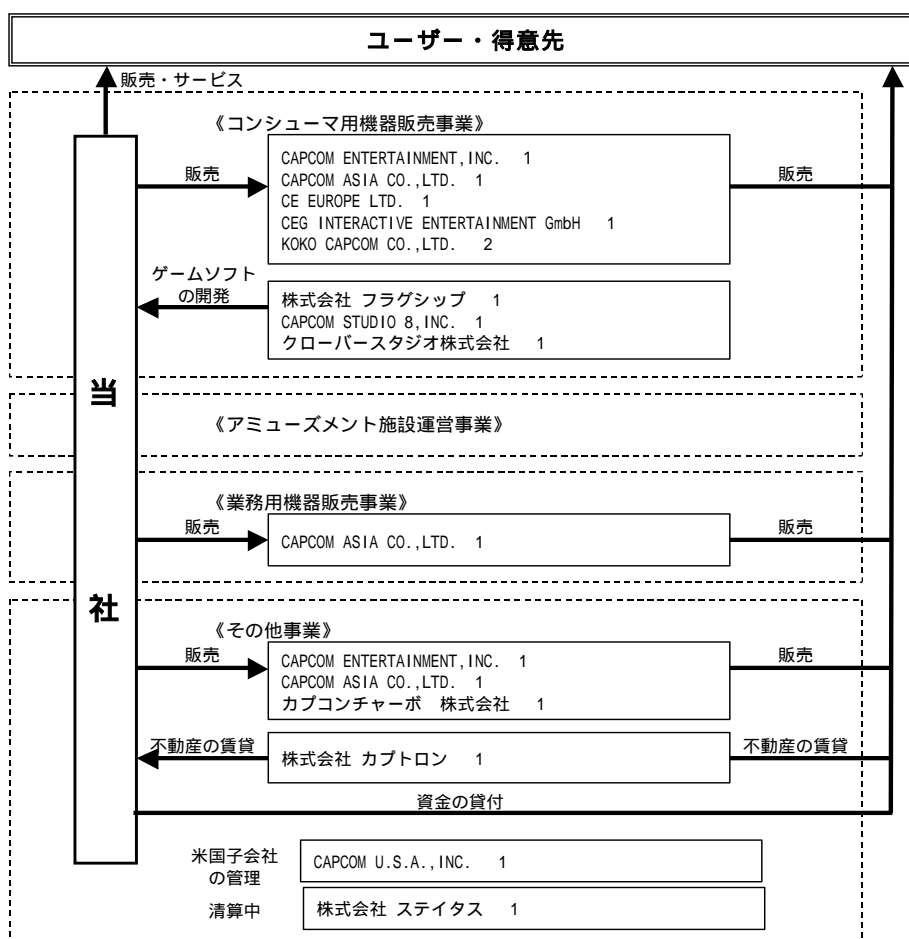 ユーザー・得意先
販売・サービス
《コンシューマ用機器販売事業》
販売
CAPCOM ENTERTAINMENT,INC. 1
CAPCOM ASIA CO.,LTD. 1
CE EUROPE LTD. 1
CEG INTERACTIVE ENTERTAINMENT GmbH 1
KOKO CAPCOM CO.,LTD. 2
販売
ゲームソフト
の開発
株式会社 フラグシップ 1
CAPCOM STUDIO 8,INC. 1
クローバースタジオ株式会社 1
当
社
《アミューズメント施設運営事業》
《業務用機器販売事業》
販売
CAPCOM ASIA CO.,LTD. 1
販売
《その他事業》
販売
CAPCOM ENTERTAINMENT,INC. 1
CAPCOM ASIA CO.,LTD. 1
カプコンチャーボ 株式会社 1
販売
不動産の賃貸
株式会社 カプトロン 1
不動産の賃貸
資金の貸付
米国子会社
の管理
CAPCOM U.S.A.,INC. 1
清算中
株式会社 ステイタス 1